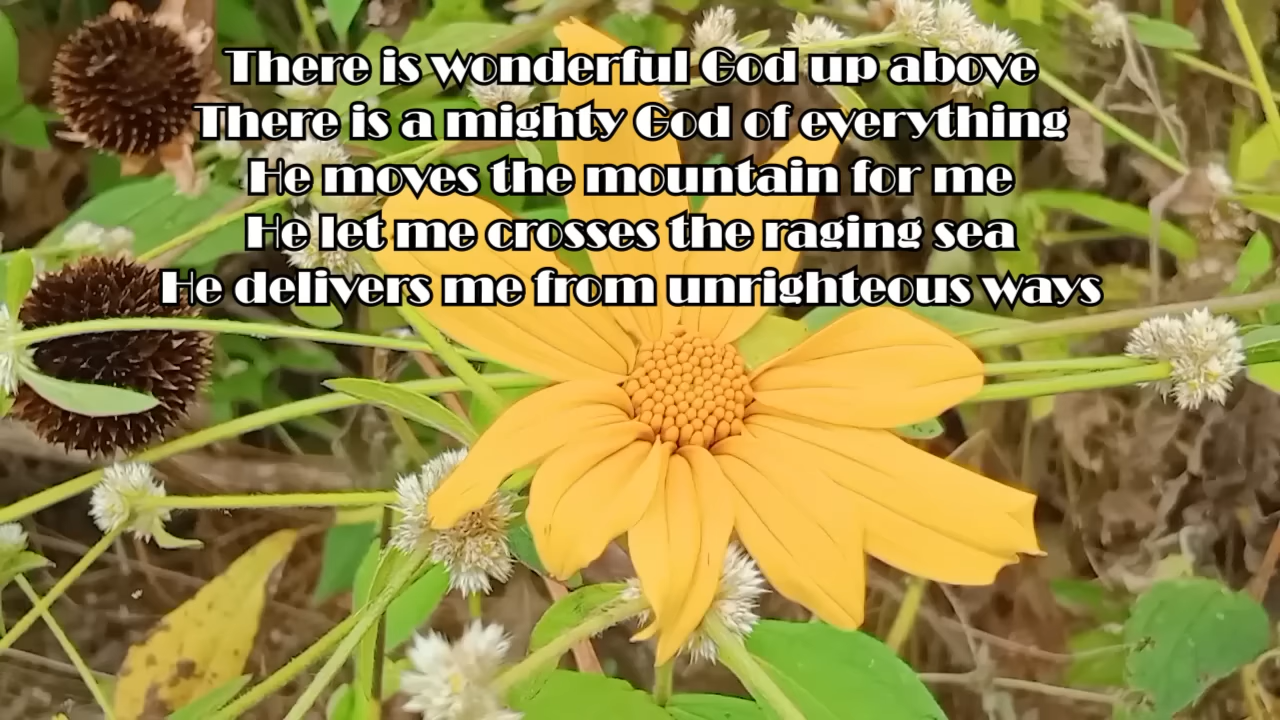 There is wonderful God up above
There is a mighty God of everything
He moves the mountain for me
He let me crosses the raging sea
He delivers me from unrighteous ways